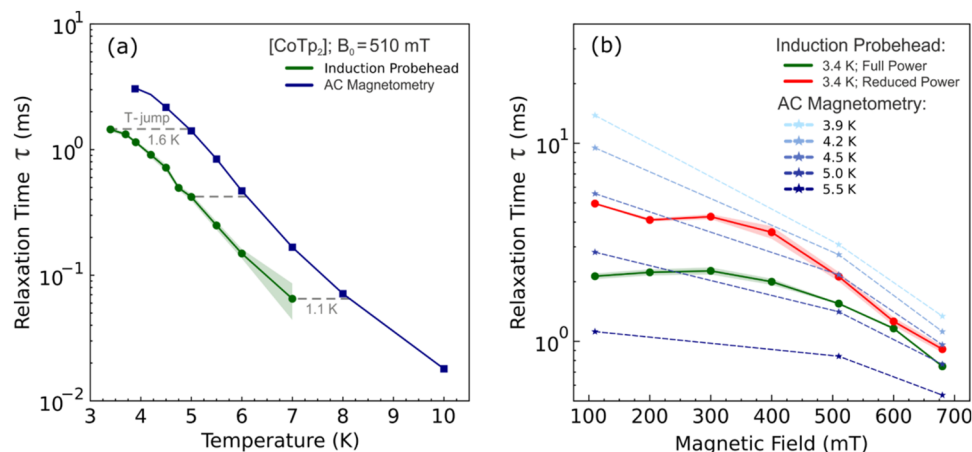 (a)
[CoTp₂]; B₀ = 510 mT
Induction Probehead
AC Magnetometry
T-jump
1.6 K
1.1 K
10¹
10⁰
10⁻¹
10⁻²
Relaxation Time τ (ms)
3 4 5 6 7 8 9 10
Temperature (K)
(b)
Induction Probehead:
3.4 K; Full Power
3.4 K; Reduced Power
AC Magnetometry:
3.9 K
4.2 K
4.5 K
5.0 K
5.5 K
10¹
10⁰
Relaxation Time τ (ms)
100 200 300 400 500 600 700
Magnetic Field (mT)